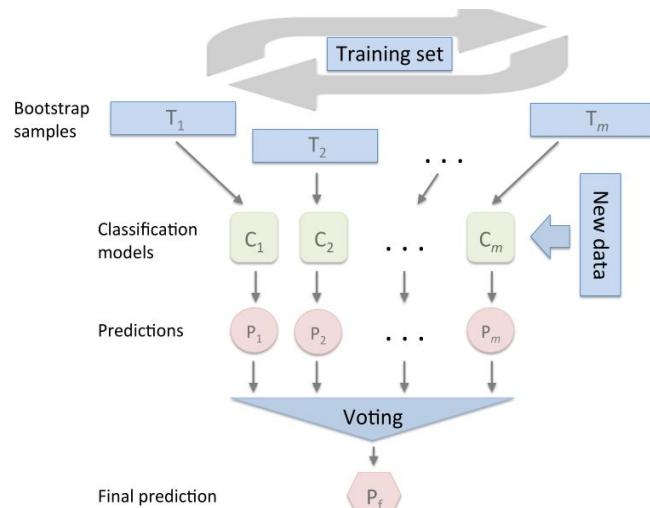 Training set
Bootstrap
samples
T1
T2
. . .
Tm
New data
Classification
models
C1
C2
. . .
Cm
Predictions
P1
P2
. . .
Pm
Voting
Final prediction
Pf